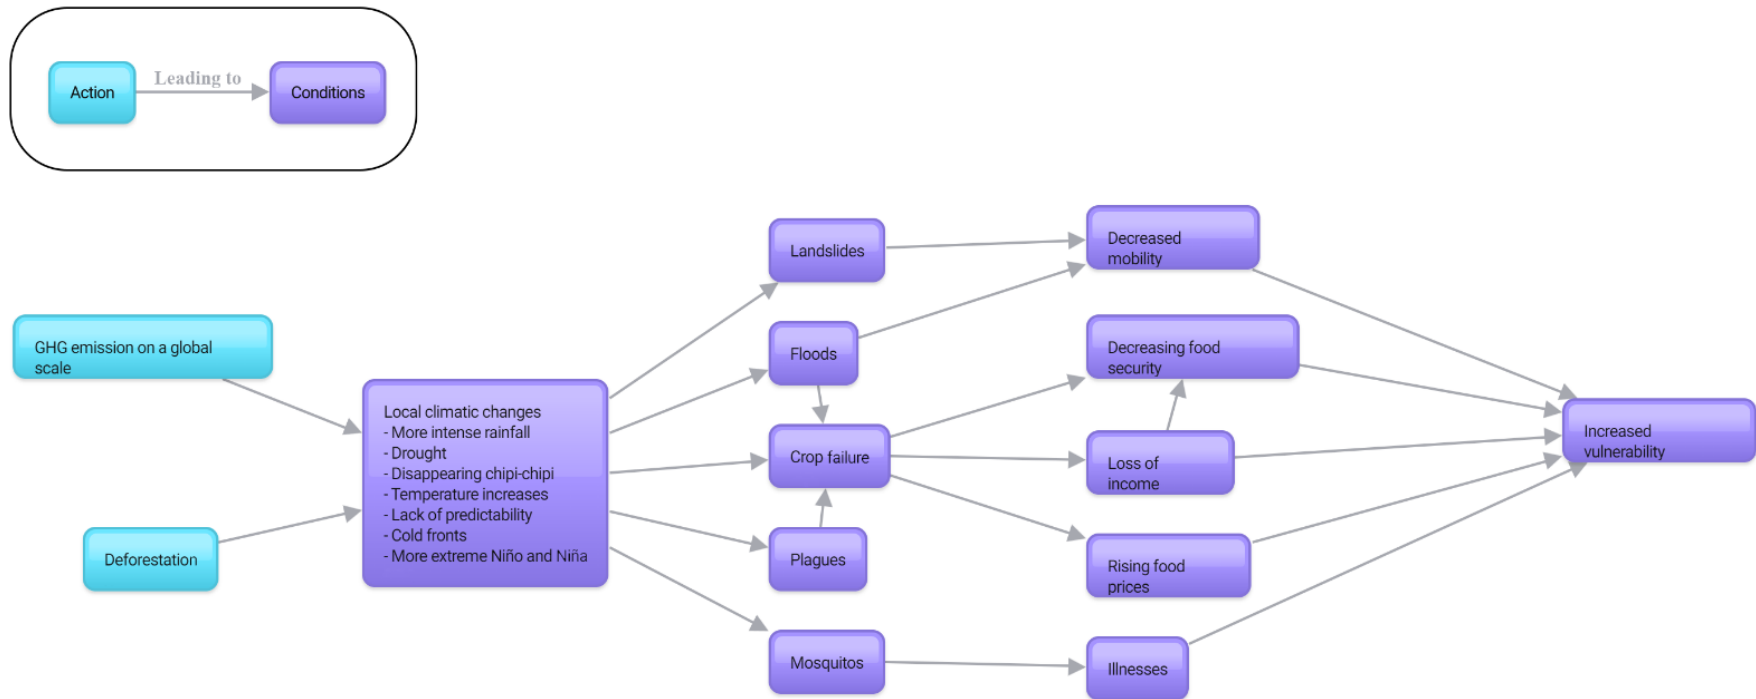 Action
Leading to
Conditions
Landslides
Decreased
mobility
GHG emission on a global
scale
Floods
Decreasing food
security
Local climatic changes
- More intense rainfall
- Drought
- Disappearing chipi-chipi
- Temperature increases
- Lack of predictability
- Cold fronts
- More extreme Niño and Niña
Crop failure
Loss of
income
Increased
vulnerability
Deforestation
Plagues
Rising food
prices
Mosquitos
Illnesses